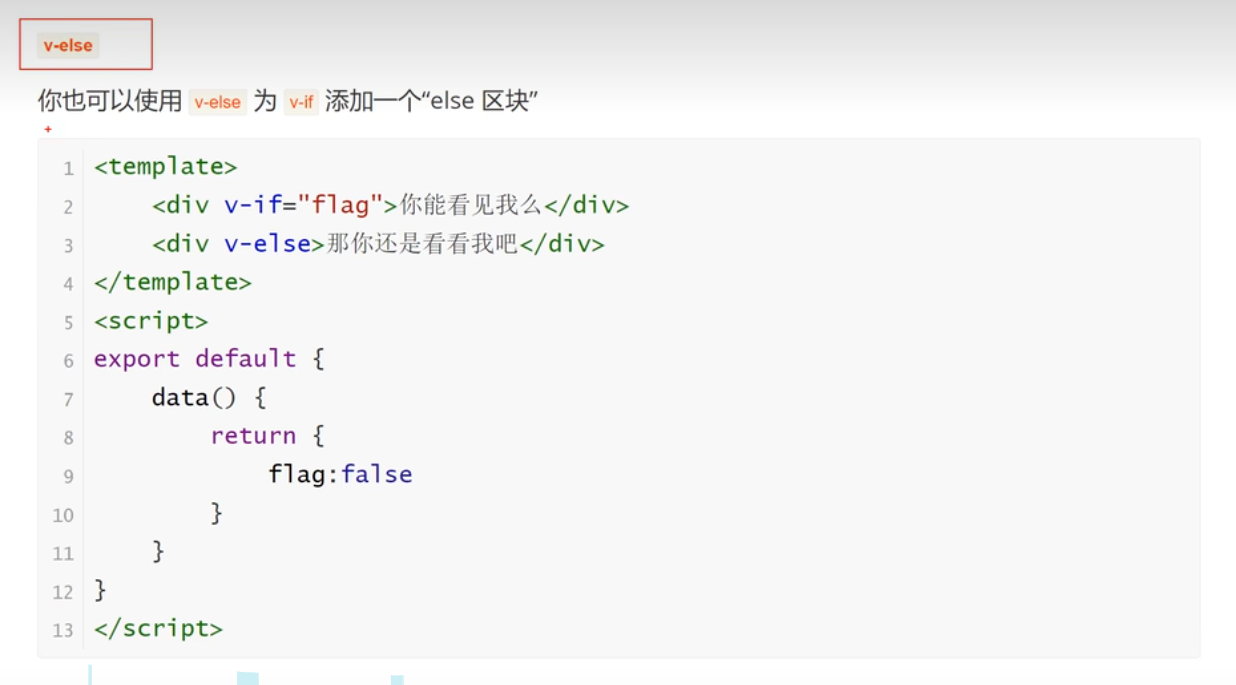 v-else
你也可以使用 v-else 为 v-if 添加一个“else 区块”
1 <template>
2     <div v-if="flag">你能看见我么</div>
3     <div v-else>那你还是看看我吧</div>
4 </template>
5 <script>
6 export default {
7     data() {
8         return {
9             flag:false
10         }
11     }
12 }
13 </script>